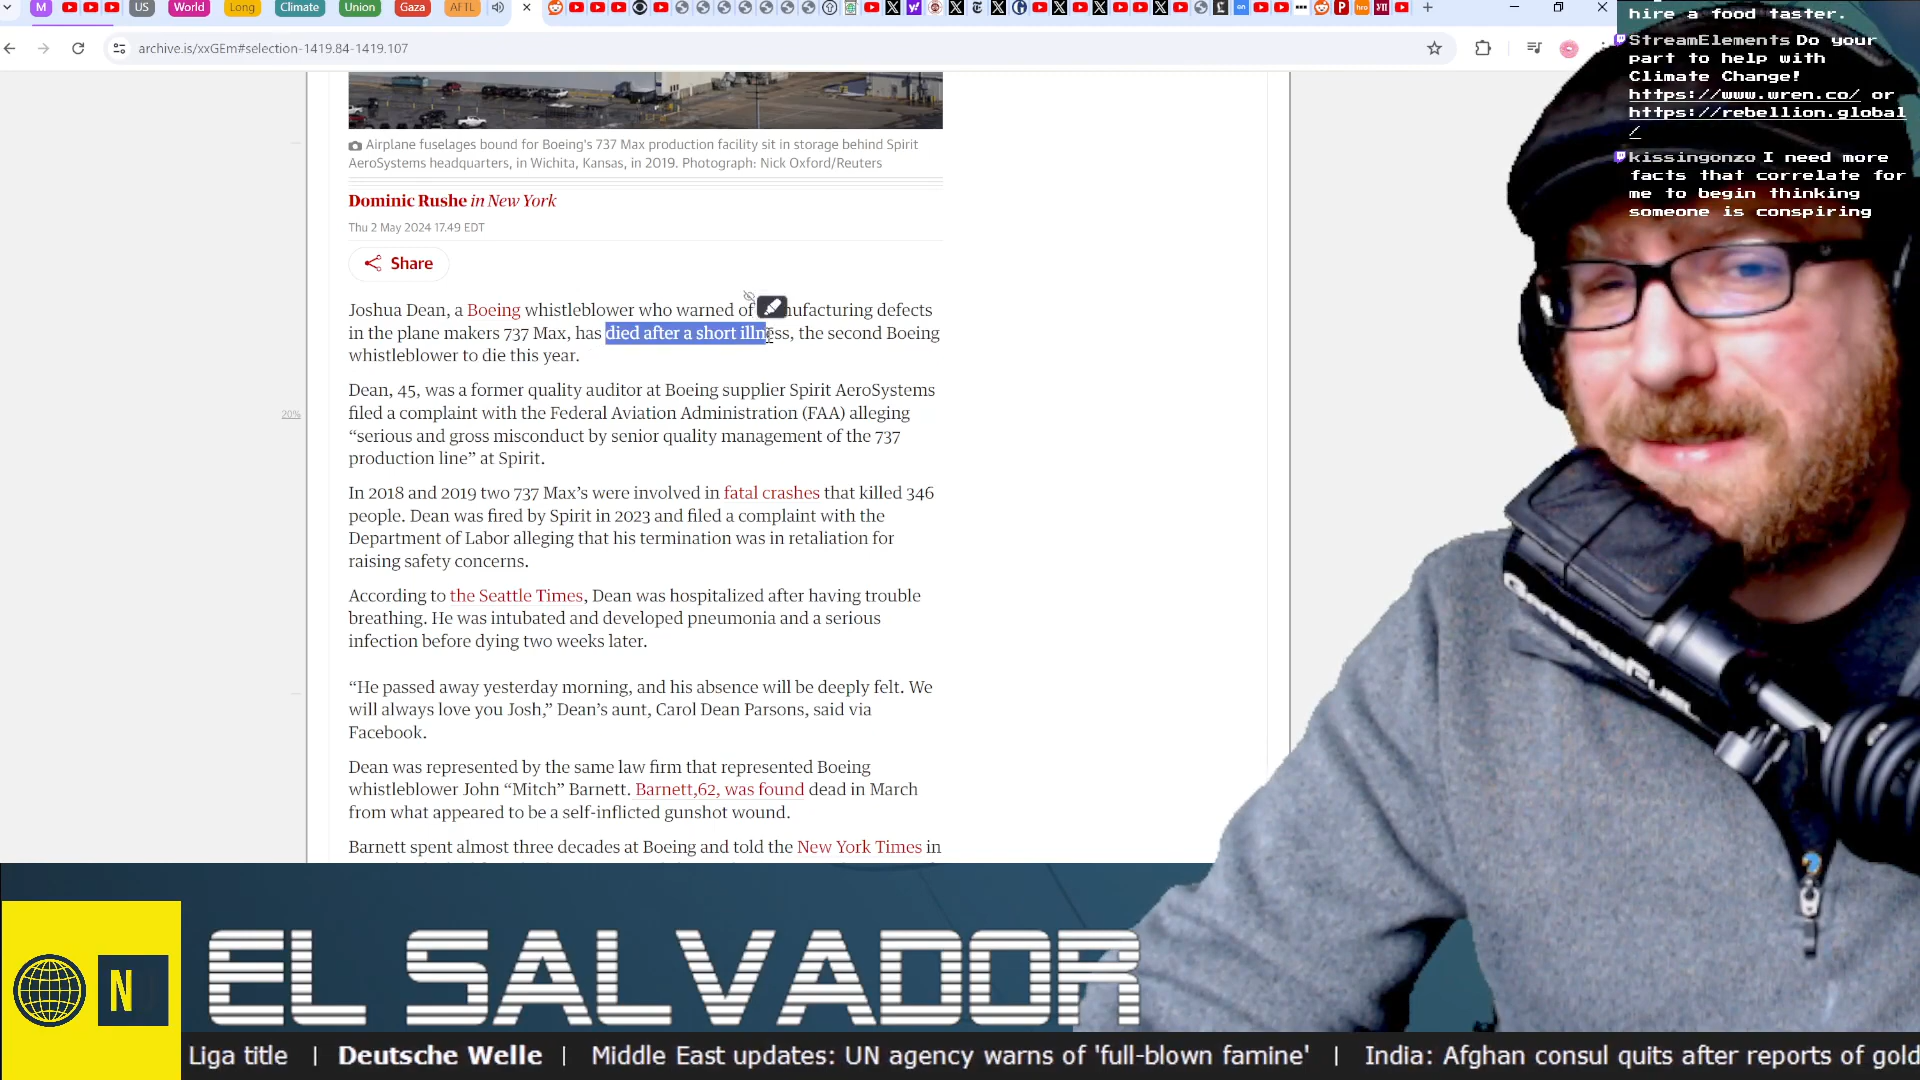 M
US
World
Long
Climate
Union
Gaza
AFTL
archive.is/xxGEm#selection-1419.84-1419.107
Airplane fuselages bound for Boeing's 737 Max production facility sit in storage behind Spirit
AeroSystems headquarters, in Wichita, Kansas, in 2019. Photograph: Nick Oxford/Reuters
Dominic Rushe in New York
Thu 2 May 2024 17.49 EDT
Share
Joshua Dean, a Boeing whistleblower who warned of nufacturing defects
in the plane makers 737 Max, has died after a short illness, the second Boeing
whistleblower to die this year.
Dean, 45, was a former quality auditor at Boeing supplier Spirit AeroSystems
filed a complaint with the Federal Aviation Administration (FAA) alleging
“serious and gross misconduct by senior quality management of the 737
production line” at Spirit.
20%
In 2018 and 2019 two 737 Max’s were involved in fatal crashes that killed 346
people. Dean was fired by Spirit in 2023 and filed a complaint with the
Department of Labor alleging that his termination was in retaliation for
raising safety concerns.
According to the Seattle Times, Dean was hospitalized after having trouble
breathing. He was intubated and developed pneumonia and a serious
infection before dying two weeks later.
“He passed away yesterday morning, and his absence will be deeply felt. We
will always love you Josh,” Dean’s aunt, Carol Dean Parsons, said via
Facebook.
Dean was represented by the same law firm that represented Boeing
whistleblower John “Mitch” Barnett. Barnett,62, was found dead in March
from what appeared to be a self-inflicted gunshot wound.
Barnett spent almost three decades at Boeing and told the New York Times in
hire a food taster.
StreamElements Do your
part to help with
Climate Change!
https://www.wren.co/ or
https://rebellion.global
/
kissingonzo I need more
facts that correlate for
me to begin thinking
someone is conspiring
N
EL SALVADOR
Liga title | Deutsche Welle | Middle East updates: UN agency warns of 'full-blown famine' | India: Afghan consul quits after reports of gold